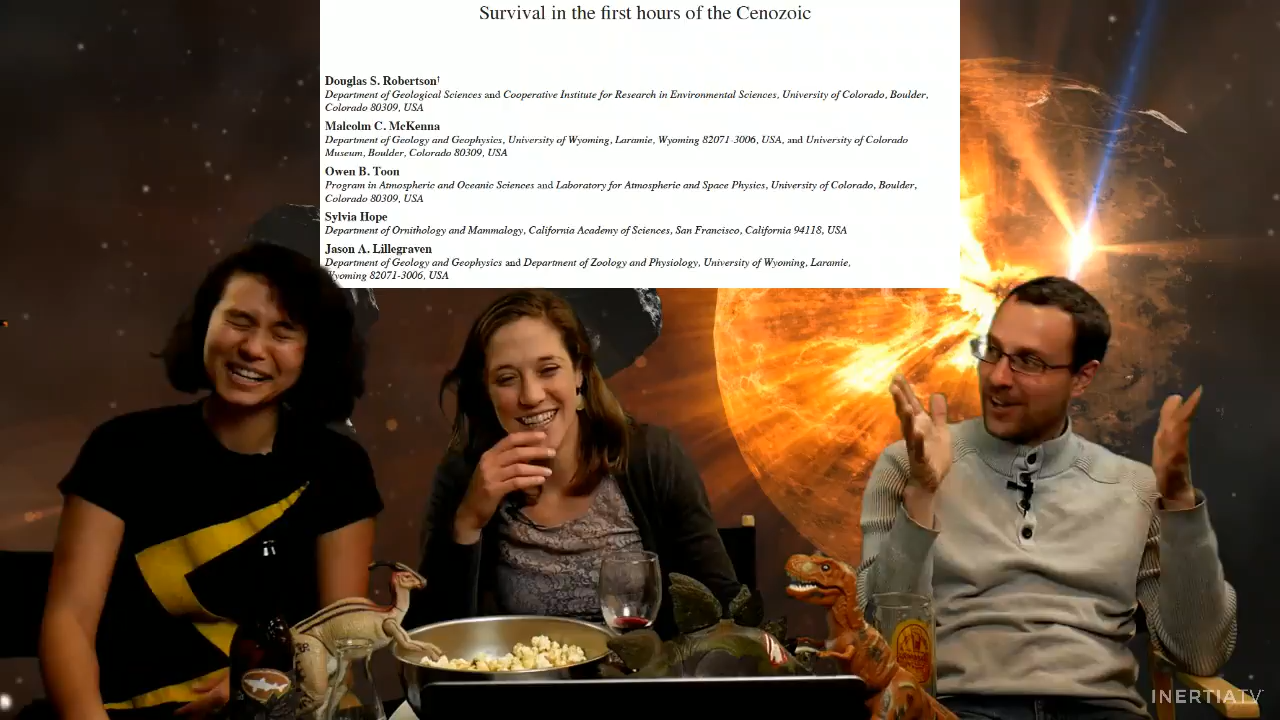 Survival in the first hours of the Cenozoic
Douglas S. Robertson†
Department of Geological Sciences and Cooperative Institute for Research in Environmental Sciences, University of Colorado, Boulder,
Colorado 80309, USA
Malcolm C. McKenna
Department of Geology and Geophysics, University of Wyoming, Laramie, Wyoming 82071-3006, USA, and University of Colorado
Museum, Boulder, Colorado 80309, USA
Owen B. Toon
Program in Atmospheric and Oceanic Sciences and Laboratory for Atmospheric and Space Physics, University of Colorado, Boulder,
Colorado 80309, USA
Sylvia Hope
Department of Ornithology and Mammalogy, California Academy of Sciences, San Francisco, California 94118, USA
Jason A. Lillegraven
Department of Geology and Geophysics and Department of Zoology and Physiology, University of Wyoming, Laramie,
Wyoming 82071-3006, USA
INERTIATV